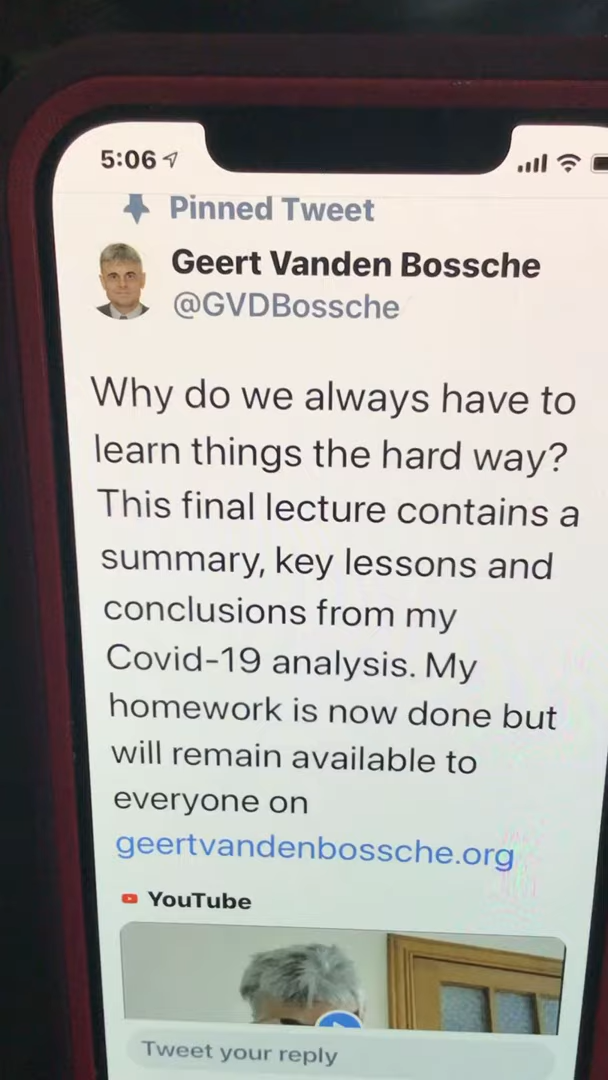 5:06
Pinned Tweet
Geert Vanden Bossche
@GVDBossche
Why do we always have to
learn things the hard way?
This final lecture contains a
summary, key lessons and
conclusions from my
Covid-19 analysis. My
homework is now done but
will remain available to
everyone on
geertvandenbossche.org
YouTube
Tweet your reply